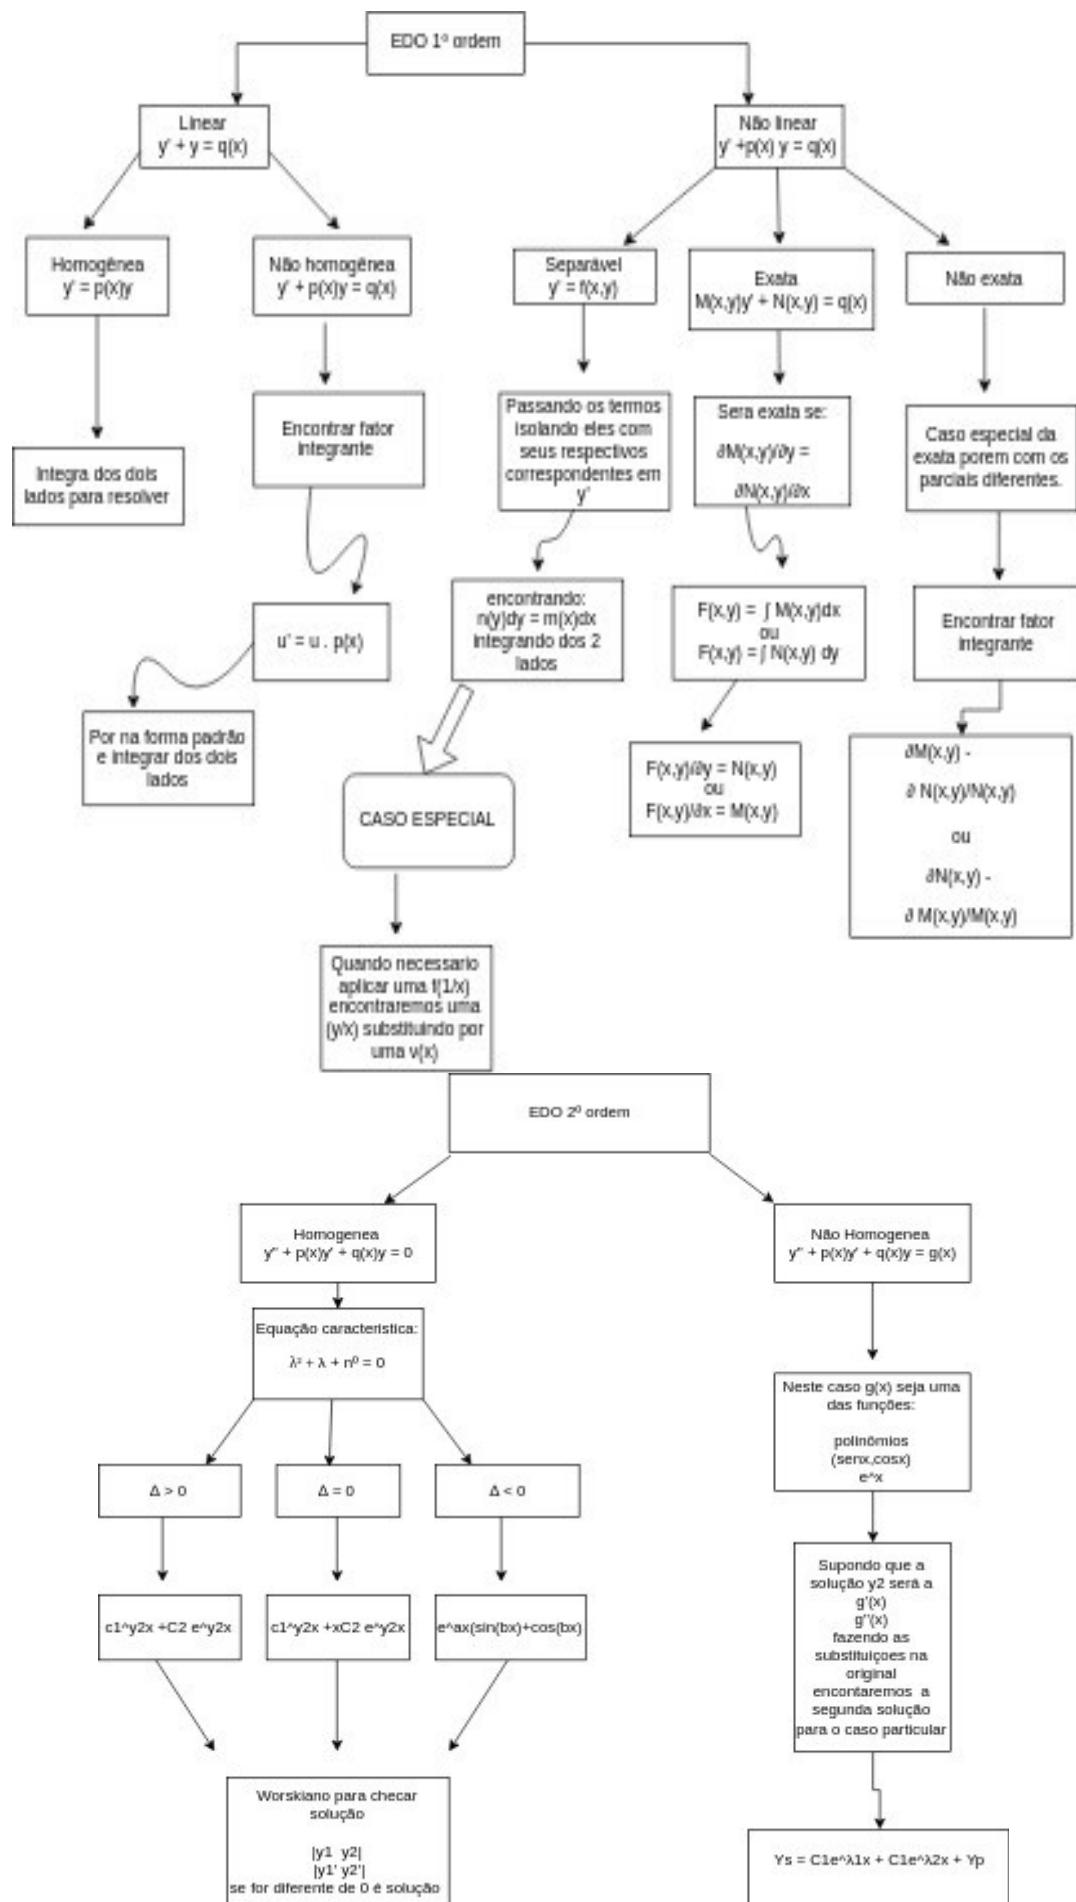 EDO 1º ordem
Linear
y' + y = q(x)
Não linear
y' +p(x) y = q(x)
Homogênea
y' = p(x)y
Não homogênea
y' + p(x)y = q(x)
Separável
y' = f(x,y)
Exata
M(x,y)y' + N(x,y) = q(x)
Não exata
Integra dos dois
lados para resolver
Encontrar fator
integrante
Passando os termos
isolando eles com
seus respectivos
correspondentes em
y'
Sera exata se:
∂M(x,y)/∂y =
∂N(x,y)/∂x
Caso especial da
exata porem com os
parciais diferentes.
u' = u . p(x)
encontrando:
n(y)dy = m(x)dx
integrando dos 2
lados
F(x,y) = ∫ M(x,y)dx
ou
F(x,y) = ∫ N(x,y) dy
Encontrar fator
integrante
Por na forma padrão
e integrar dos dois
lados
CASO ESPECIAL
F(x,y)/∂y = N(x,y)
ou
F(x,y)/∂x = M(x,y)
∂M(x,y) -
∂ N(x,y)/N(x,y)
ou
∂N(x,y) -
∂ M(x,y)/M(x,y)
Quando necessario
aplicar uma f(1/x)
encontraremos uma
(y/x) substituindo por
uma v(x)
EDO 2º ordem
Homogenea
y'' + p(x)y' + q(x)y = 0
Não Homogenea
y'' + p(x)y' + q(x)y = g(x)
Equação caracteristica:
λ² + λ + nº = 0
Neste caso g(x) seja uma
das funções:
polinômios
(senx,cosx)
e^x
Δ > 0
Δ = 0
Δ < 0
c1^y2x +C2 e^y2x
c1^y2x +xC2 e^y2x
e^ax(sin(bx)+cos(bx)
Supondo que a
solução y2 será a
g'(x)
g''(x)
fazendo as
substituiçoes na
original
encontaremos a
segunda solução
para o caso particular
Worskiano para checar
solução
|y1 y2|
|y1' y2'|
se for diferente de 0 é solução
Ys = C1e^λ1x + C1e^λ2x + Yp